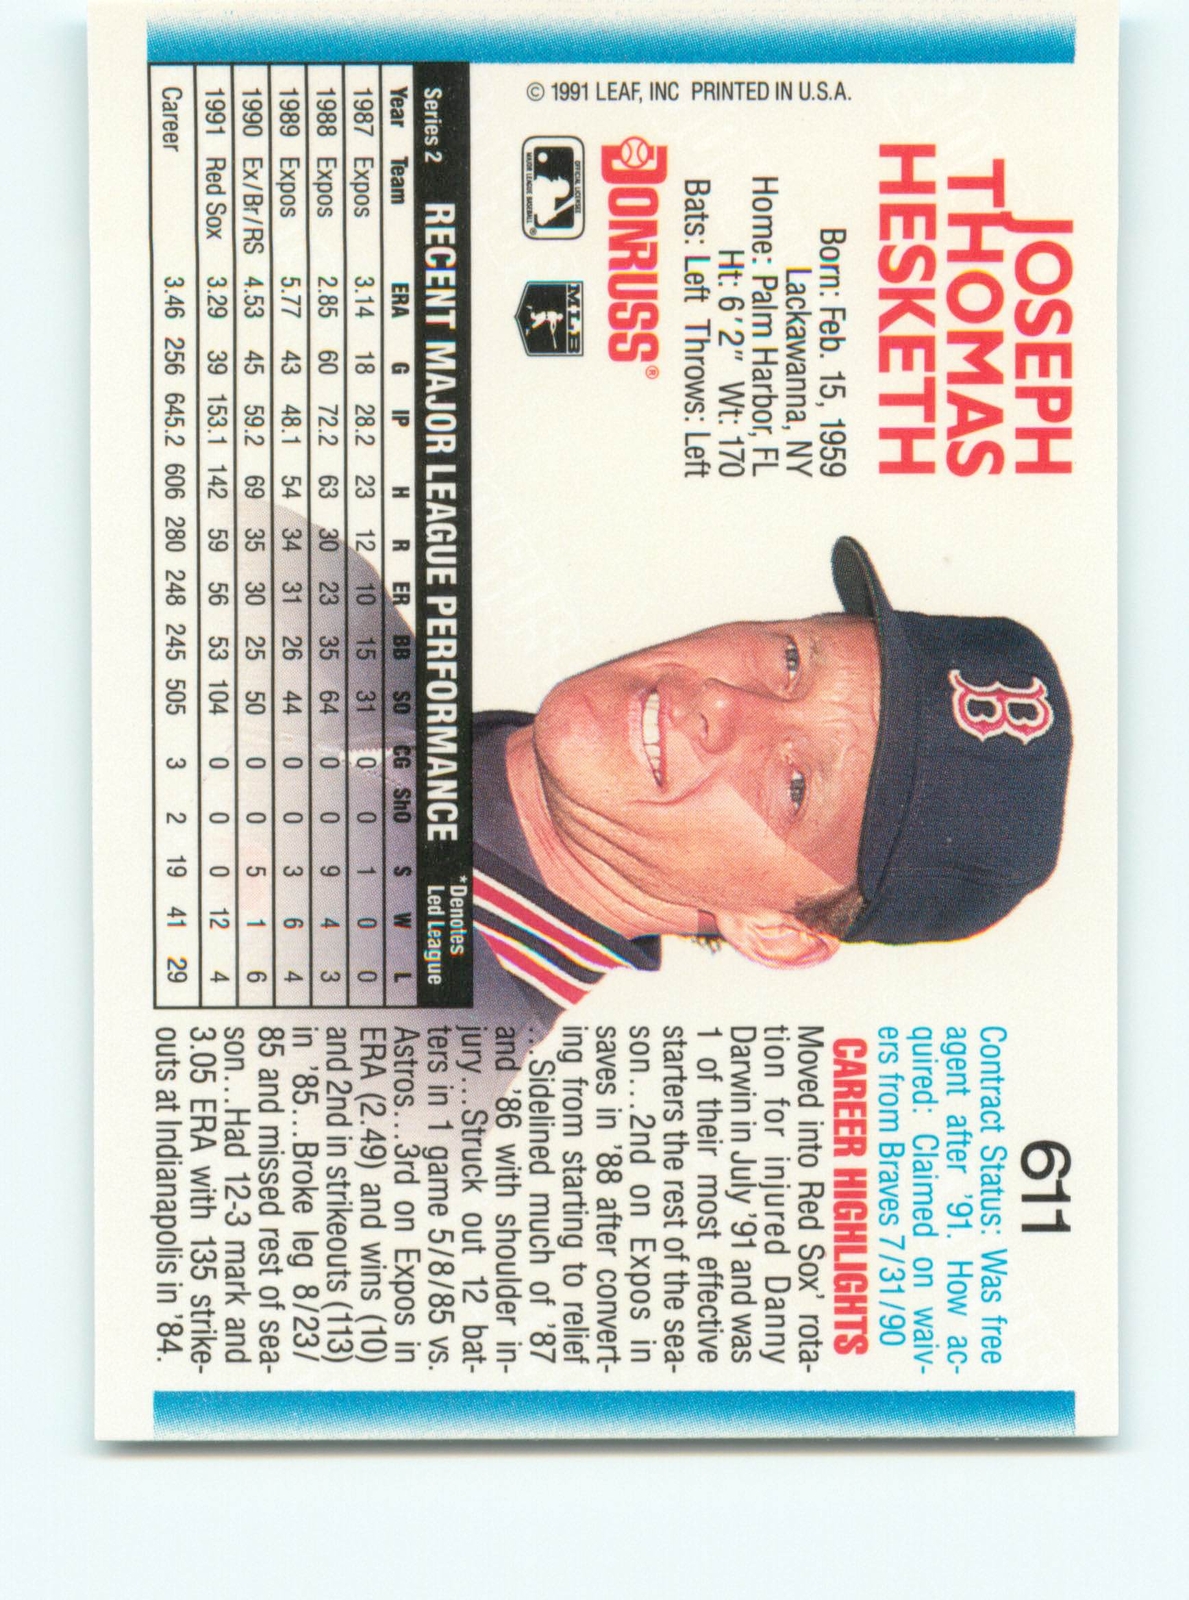 611
JOSEPH
THOMAS
HESKETH
Born: Feb. 15, 1959
Lackawanna, NY
Home: Palm Harbor, FL
Ht: 6'2" Wt: 170
Bats: Left Throws: Left
DONRUSS®
OFFICIAL LICENSEE
MAJOR LEAGUE BASEBALL®
MLB
© 1991 LEAF, INC PRINTED IN U.S.A.
B
Contract Status: Was free
agent after '91. How ac-
quired: Claimed on waiv-
ers from Braves 7/31/90
CAREER HIGHLIGHTS
Moved into Red Sox' rota-
tion for injured Danny
Darwin in July '91 and was
1 of their most effective
starters the rest of the sea-
son...2nd on Expos in
saves in '88 after convert-
ing from starting to relief
...Sidelined much of '87
and '86 with shoulder in-
jury...Struck out 12 bat-
ters in 1 game 5/8/85 vs.
Astros...3rd on Expos in
ERA (2.49) and wins (10)
and 2nd in strikeouts (113)
in '85...Broke leg 8/23/
85 and missed rest of sea-
son...Had 12-3 mark and
3.05 ERA with 135 strike-
outs at Indianapolis in '84.
Series 2 RECENT MAJOR LEAGUE PERFORMANCE *Denotes
Led League
Year Team ERA G IP H R ER BB SO CG ShO S W L
1987 Expos 3.14 18 28.2 23 12 10 15 31 0 0 1 0 0
1988 Expos 2.85 60 72.2 63 30 23 35 64 0 0 9 4 3
1989 Expos 5.77 43 48.1 54 34 31 26 44 0 0 3 6 4
1990 Ex/Br/RS 4.53 45 59.2 69 35 30 25 50 0 0 5 1 6
1991 Red Sox 3.29 39 153.1 142 59 56 53 104 0 0 0 12 4
Career 3.46 256 645.2 606 280 248 245 505 3 2 19 41 29